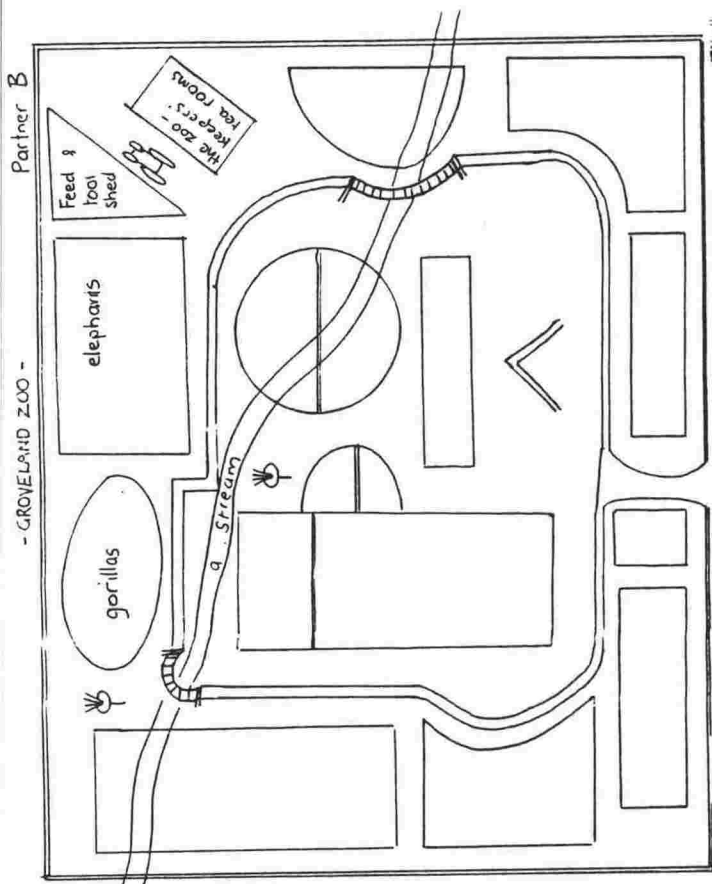 Partner B
- GROVELAND ZOO -
Feed &
tool
shed
the zoo -
keepers'
tea rooms
elephants
gorillas
a stream